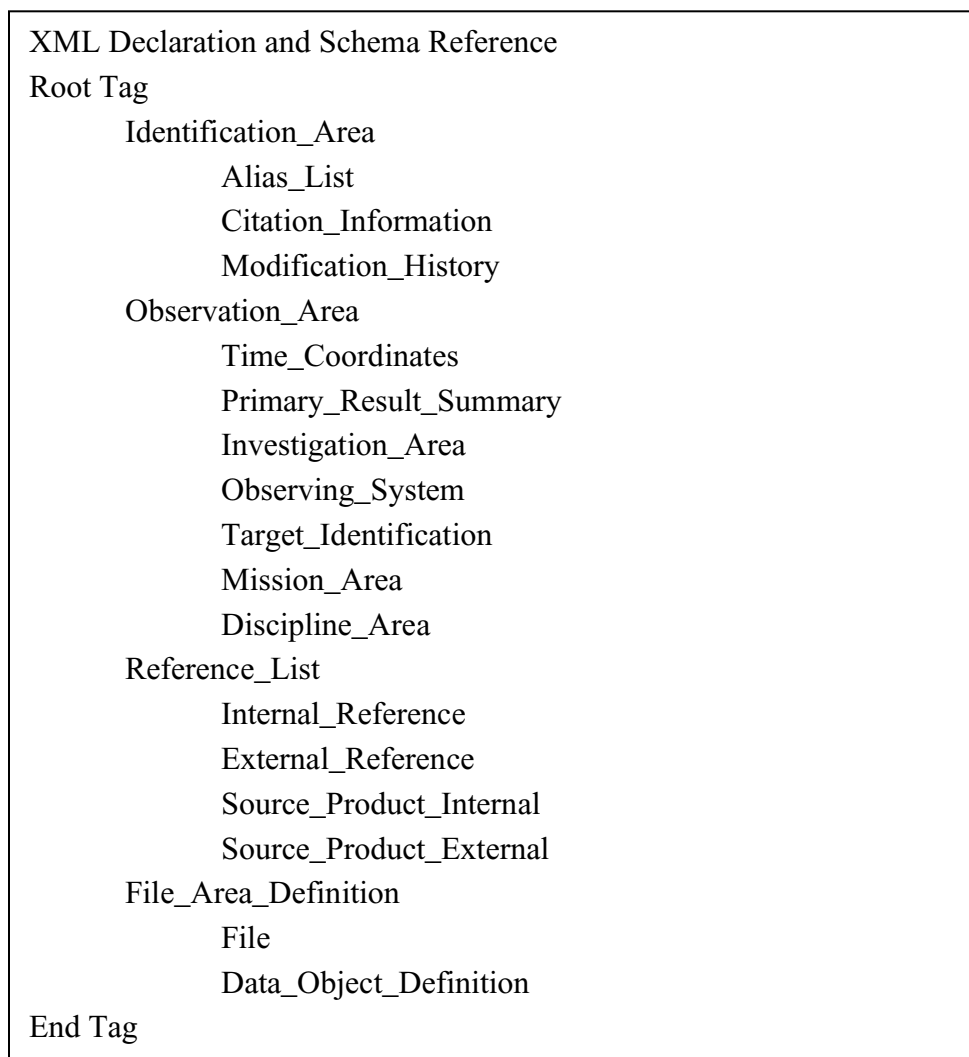 XML Declaration and Schema Reference
Root Tag
Identification_Area
Alias_List
Citation_Information
Modification_History
Observation_Area
Time_Coordinates
Primary_Result_Summary
Investigation_Area
Observing_System
Target_Identification
Mission_Area
Discipline_Area
Reference_List
Internal_Reference
External_Reference
Source_Product_Internal
Source_Product_External
File_Area_Definition
File
Data_Object_Definition
End Tag